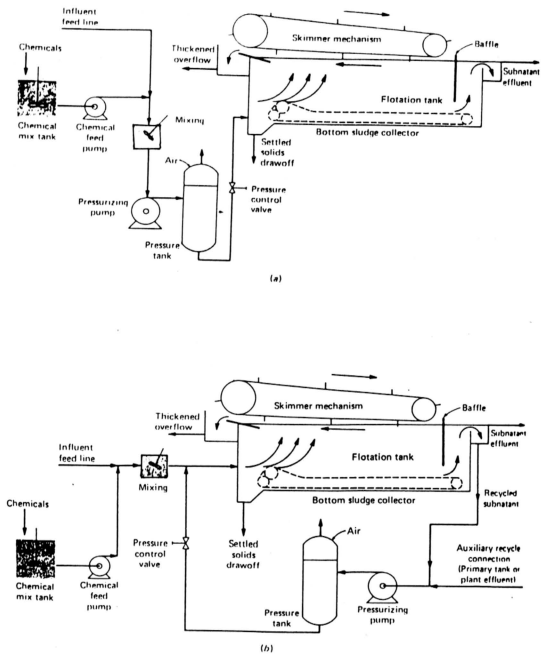 Influent
feed line
Chemicals
Chemical
mix tank
Chemical
feed
pump
Mixing
Pressurizing
pump
Air
Pressure
tank
Pressure
control
valve
Thickened
overflow
Skimmer mechanism
Baffle
Subnatant
effluent
Flotation tank
Bottom sludge collector
Settled
solids
drawoff
(a)
Thickened
overflow
Skimmer mechanism
Baffle
Subnatant
effluent
Influent
feed line
Mixing
Flotation tank
Bottom sludge collector
Recycled
subnatant
Chemicals
Chemical
mix tank
Chemical
feed
pump
Pressure
control
valve
Settled
solids
drawoff
Air
Pressure
tank
Pressurizing
pump
Auxiliary recycle
connection
(Primary tank or
plant effluent)
(b)